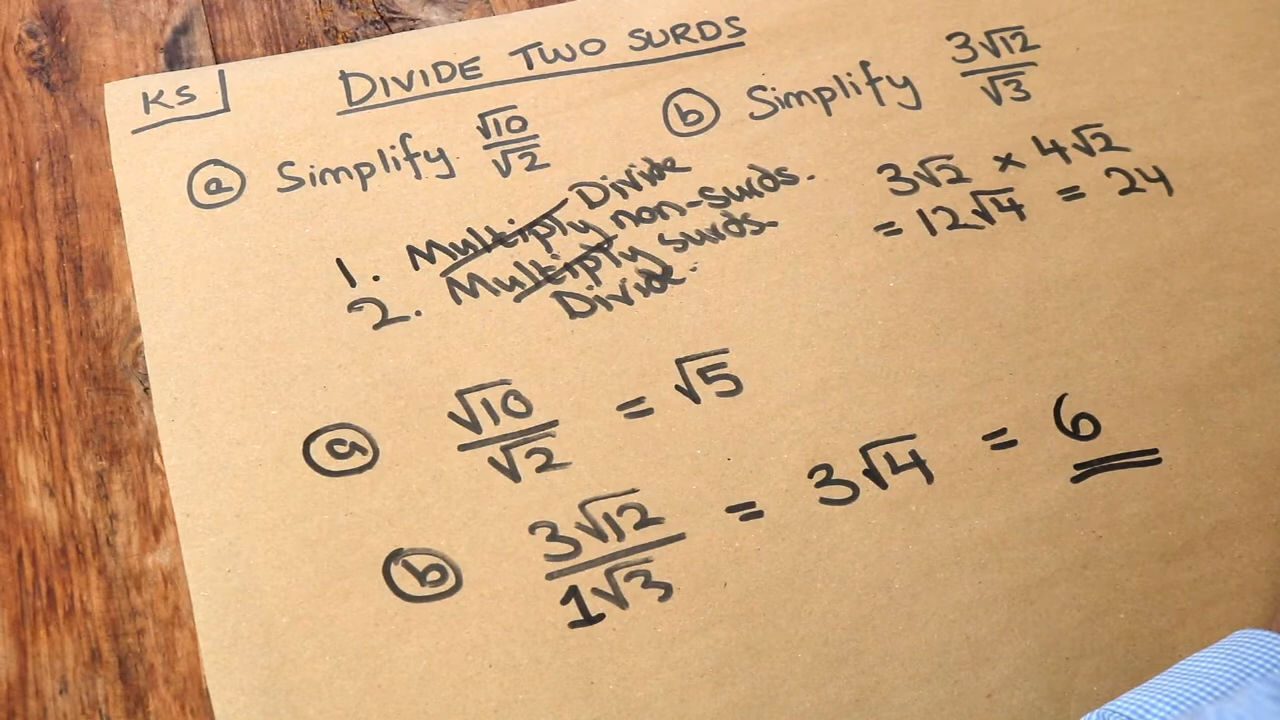 KS
DIVIDE TWO SURDS
ⓐ Simplify √10/√2
ⓑ Simplify 3√12/√3
1. Multiply Divide non-surds.
2. Multiply surds.
Divide.
3√2 × 4√2
= 12√4 = 24
ⓐ √10/√2 = √5
ⓑ 3√12/1√3 = 3√4 = 6